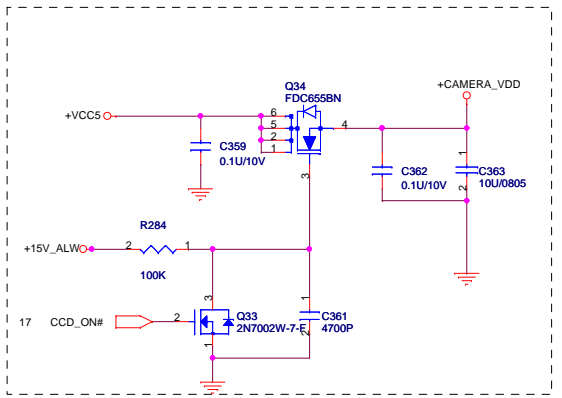 +CAMERA_VDD
Q34
FDC655BN
+VCC5
6
5
2
1
4
3
C359
0.1U/10V
C362
0.1U/10V
1
2
C363
10U/0805
R284
+15V_ALW
2
1
100K
3
Q33
2N7002W-7-F
1
C361
4700P
2
17
CCD_ON#
2
1